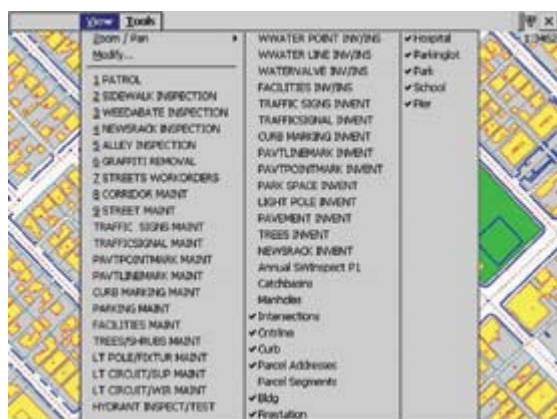 View Tools
Zoom / Pan
Modify...
1 PATROL
2 SIDEWALK INSPECTION
3 WEEDABATE INSPECTION
4 NEWSRACK INSPECTION
5 ALLEY INSPECTION
6 GRAFFITI REMOVAL
7 STREETS WORKORDERS
8 CORRIDOR MAINT
9 STREET MAINT
TRAFFIC SIGNS MAINT
TRAFFICSIGNAL MAINT
PAVTPOINTMARK MAINT
PAVTLINEMARK MAINT
CURB MARKING MAINT
PARKING MAINT
FACILITIES MAINT
TREES/SHRUBS MAINT
LT POLE/FIXTUR MAINT
LT CIRCUIT/SUP MAINT
LT CIRCUIT/WIR MAINT
HYDRANT INSPECT/TEST
WWATER POINT INV/INS
WWATER LINE INV/INS
WATERVALVE INV/INS
FACILITIES INV/INS
TRAFFIC SIGNS INVENT
TRAFFICSIGNAL INVENT
CURB MARKING INVENT
PAVTLINEMARK INVENT
PAVTPOINTMARK INVENT
PARK SPACE INVENT
LIGHT POLE INVENT
PAVEMENT INVENT
TREES INVENT
NEWSRACK INVENT
Annual SWInspect P1
Catchbasins
Manholes
Intersections
Cntrline
Curb
Parcel Addresses
Parcel Segments
Bldg
Firestation
Hospital
Parkinglot
Park
School
Pier